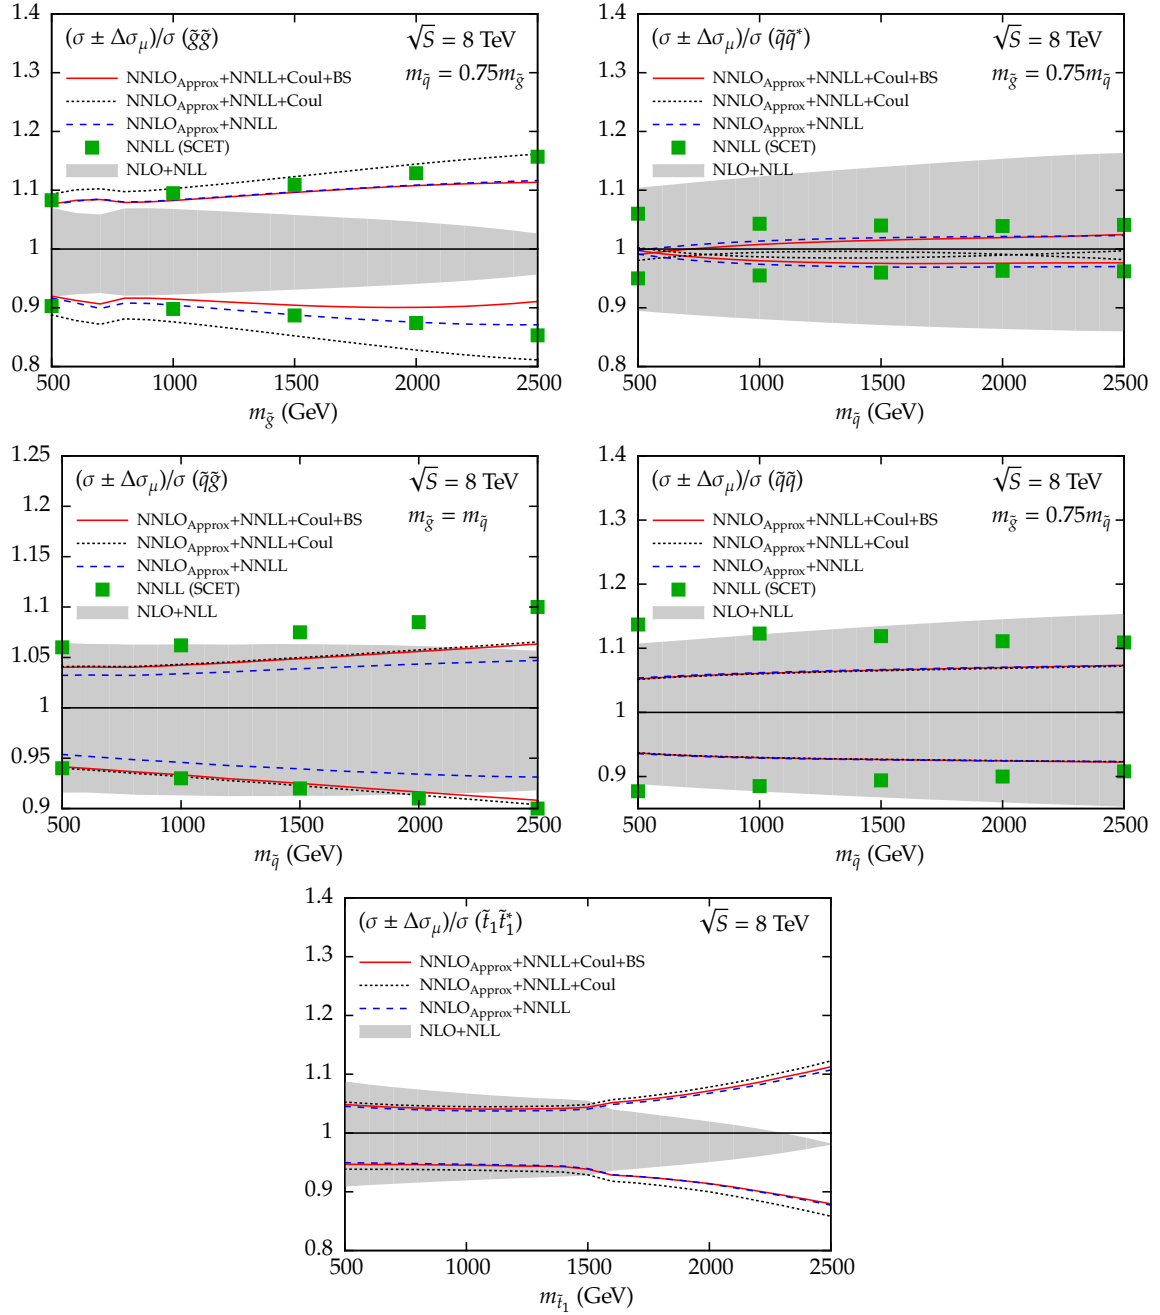 (σ ± Δσ_μ)/σ (g̃g̃)
√S = 8 TeV
m_q̃ = 0.75m_g̃
NNLO_Approx+NNLL+Coul+BS
NNLO_Approx+NNLL+Coul
NNLO_Approx+NNLL
NNLL (SCET)
NLO+NLL
1.4
1.3
1.2
1.1
1
0.9
0.8
500 1000 1500 2000 2500
m_g̃ (GeV)
(σ ± Δσ_μ)/σ (q̃q̃*)
√S = 8 TeV
m_g̃ = 0.75m_q̃
NNLO_Approx+NNLL+Coul+BS
NNLO_Approx+NNLL+Coul
NNLO_Approx+NNLL
NNLL (SCET)
NLO+NLL
1.4
1.3
1.2
1.1
1
0.9
0.8
500 1000 1500 2000 2500
m_q̃ (GeV)
(σ ± Δσ_μ)/σ (q̃g̃)
√S = 8 TeV
m_g̃ = m_q̃
NNLO_Approx+NNLL+Coul+BS
NNLO_Approx+NNLL+Coul
NNLO_Approx+NNLL
NNLL (SCET)
NLO+NLL
1.25
1.2
1.15
1.1
1.05
1
0.95
0.9
500 1000 1500 2000 2500
m_q̃ (GeV)
(σ ± Δσ_μ)/σ (q̃q̃)
√S = 8 TeV
m_g̃ = 0.75m_q̃
NNLO_Approx+NNLL+Coul+BS
NNLO_Approx+NNLL+Coul
NNLO_Approx+NNLL
NNLL (SCET)
NLO+NLL
1.4
1.3
1.2
1.1
1
0.9
500 1000 1500 2000 2500
m_q̃ (GeV)
(σ ± Δσ_μ)/σ (t̃₁t̃₁*)
√S = 8 TeV
NNLO_Approx+NNLL+Coul+BS
NNLO_Approx+NNLL+Coul
NNLO_Approx+NNLL
NLO+NLL
1.4
1.3
1.2
1.1
1
0.9
0.8
500 1000 1500 2000 2500
m_t̃₁ (GeV)